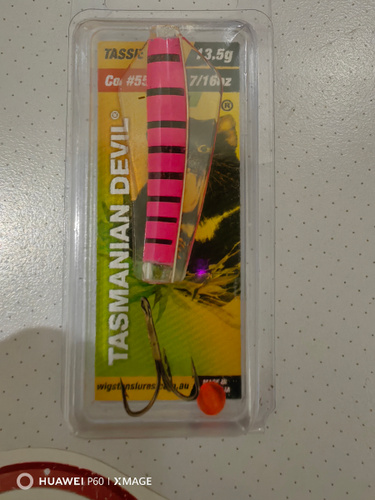 TASSIE 13.5g
Col #55 7/16oz
TASMANIAN DEVIL®
®
wigstonslures.com.au
HUAWEI P60 | XMAGE